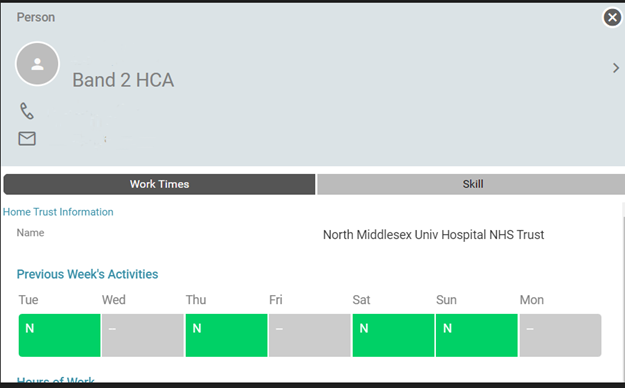 Person
Band 2 HCA
Work Times Skill
Home Trust Information
Name North Middlesex Univ Hospital NHS Trust
Previous Week's Activities
Tue Wed Thu Fri Sat Sun Mon
N – N – N N –
Hours of Work